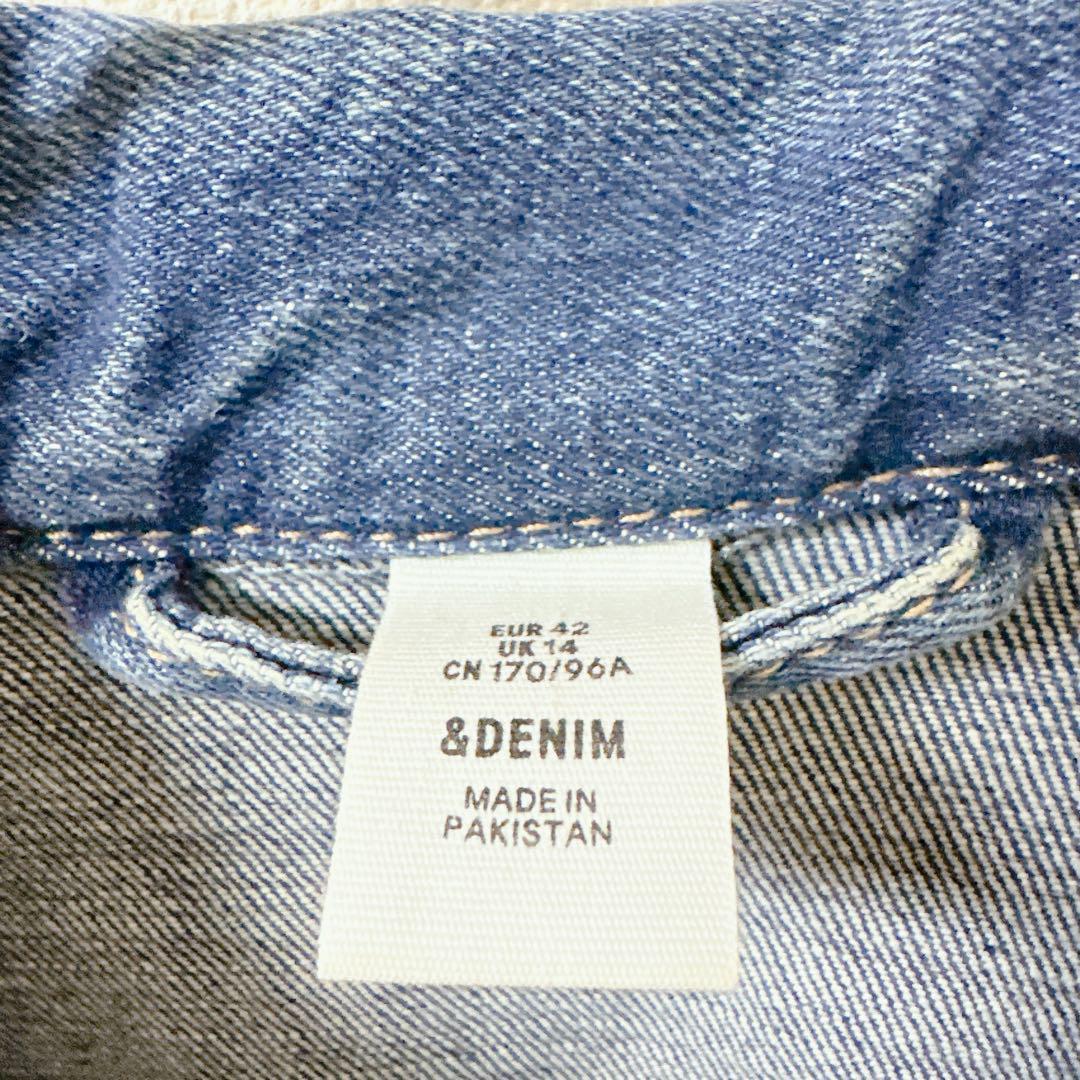 EUR 42
UK 14
CN 170/96A
&DENIM
MADE IN
PAKISTAN